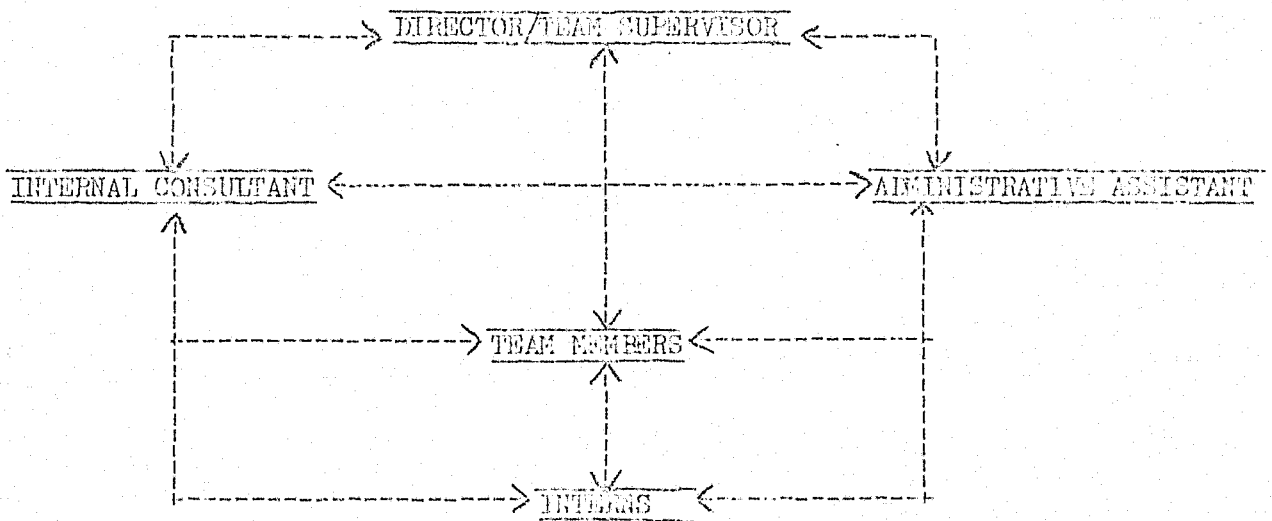 DIRECTOR/TEAM SUPERVISOR
INTERNAL CONSULTANT
ADMINISTRATIVE ASSISTANT
TEAM MEMBERS
INTERNS